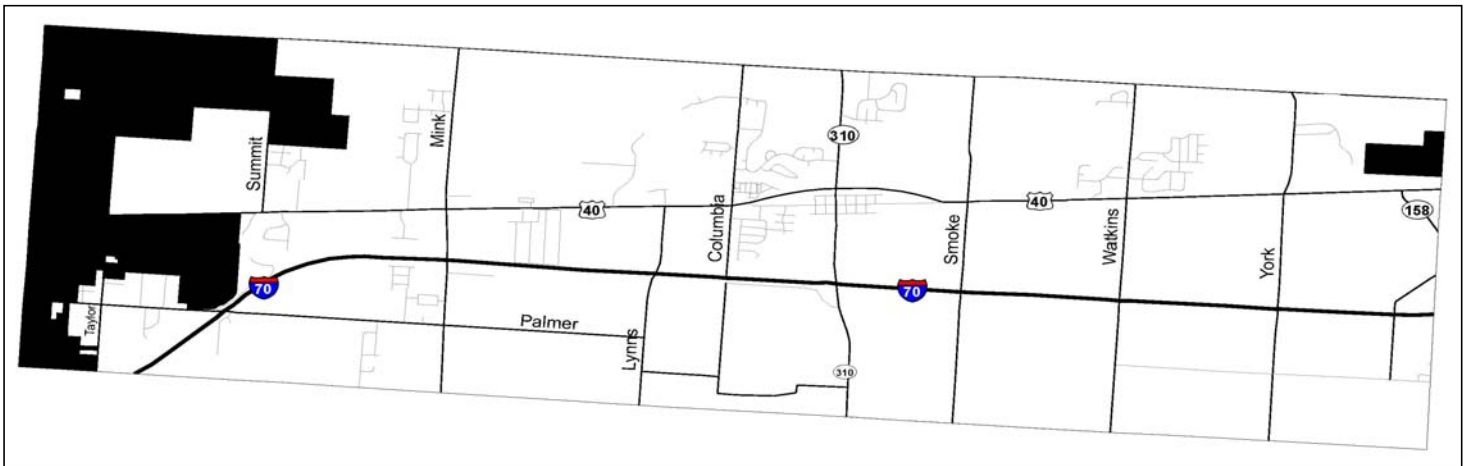 310
Mink
Summit
40
40
Columbia
Smoke
Watkins
158
York
70
70
Taylor
Palmer
Lynns
310